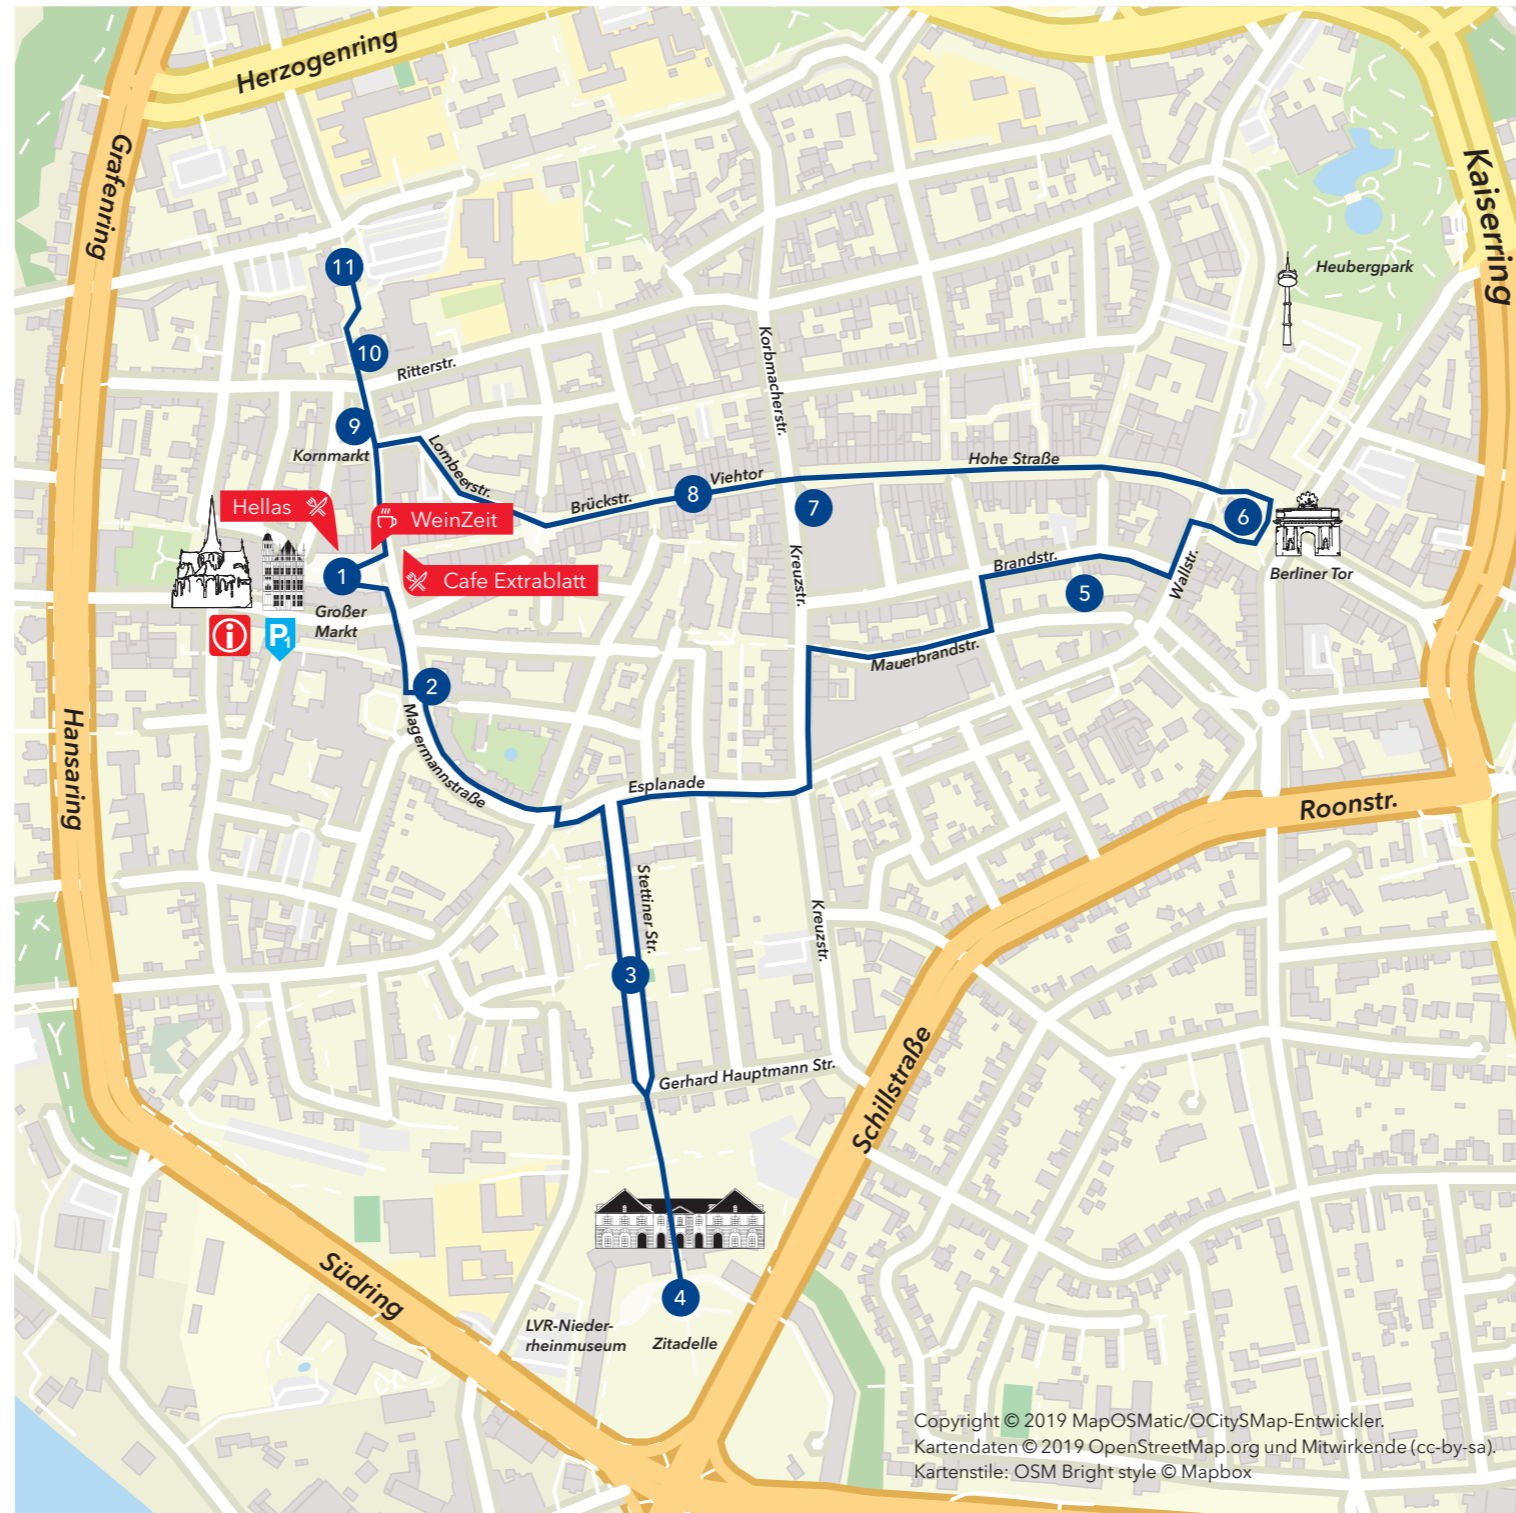 Herzogenring
Grafenring
Kaiserring
11
Heubergpark
10
Ritterstr.
Korbmacherstr.
9
Kornmarkt
Lombeerstr.
Hohe Straße
Viehtor
8
Brückstr.
7
6
Hellas
WeinZeit
Cafe Extrablatt
1
Großer
Markt
i
P1
Kreuzstr.
Brandstr.
5
Wallstr.
Berliner Tor
Mauerbrandstr.
2
Magermannstraße
Hansaring
Esplanade
Roonstr.
Stettiner Str.
Kreuzstr.
3
Gerhard Hauptmann Str.
Schillstraße
Südring
4
LVR-Nieder-
rheinmuseum
Zitadelle
Copyright © 2019 MapOSMatic/OCitySMap-Entwickler.
Kartendaten © 2019 OpenStreetMap.org und Mitwirkende (cc-by-sa).
Kartenstile: OSM Bright style © Mapbox